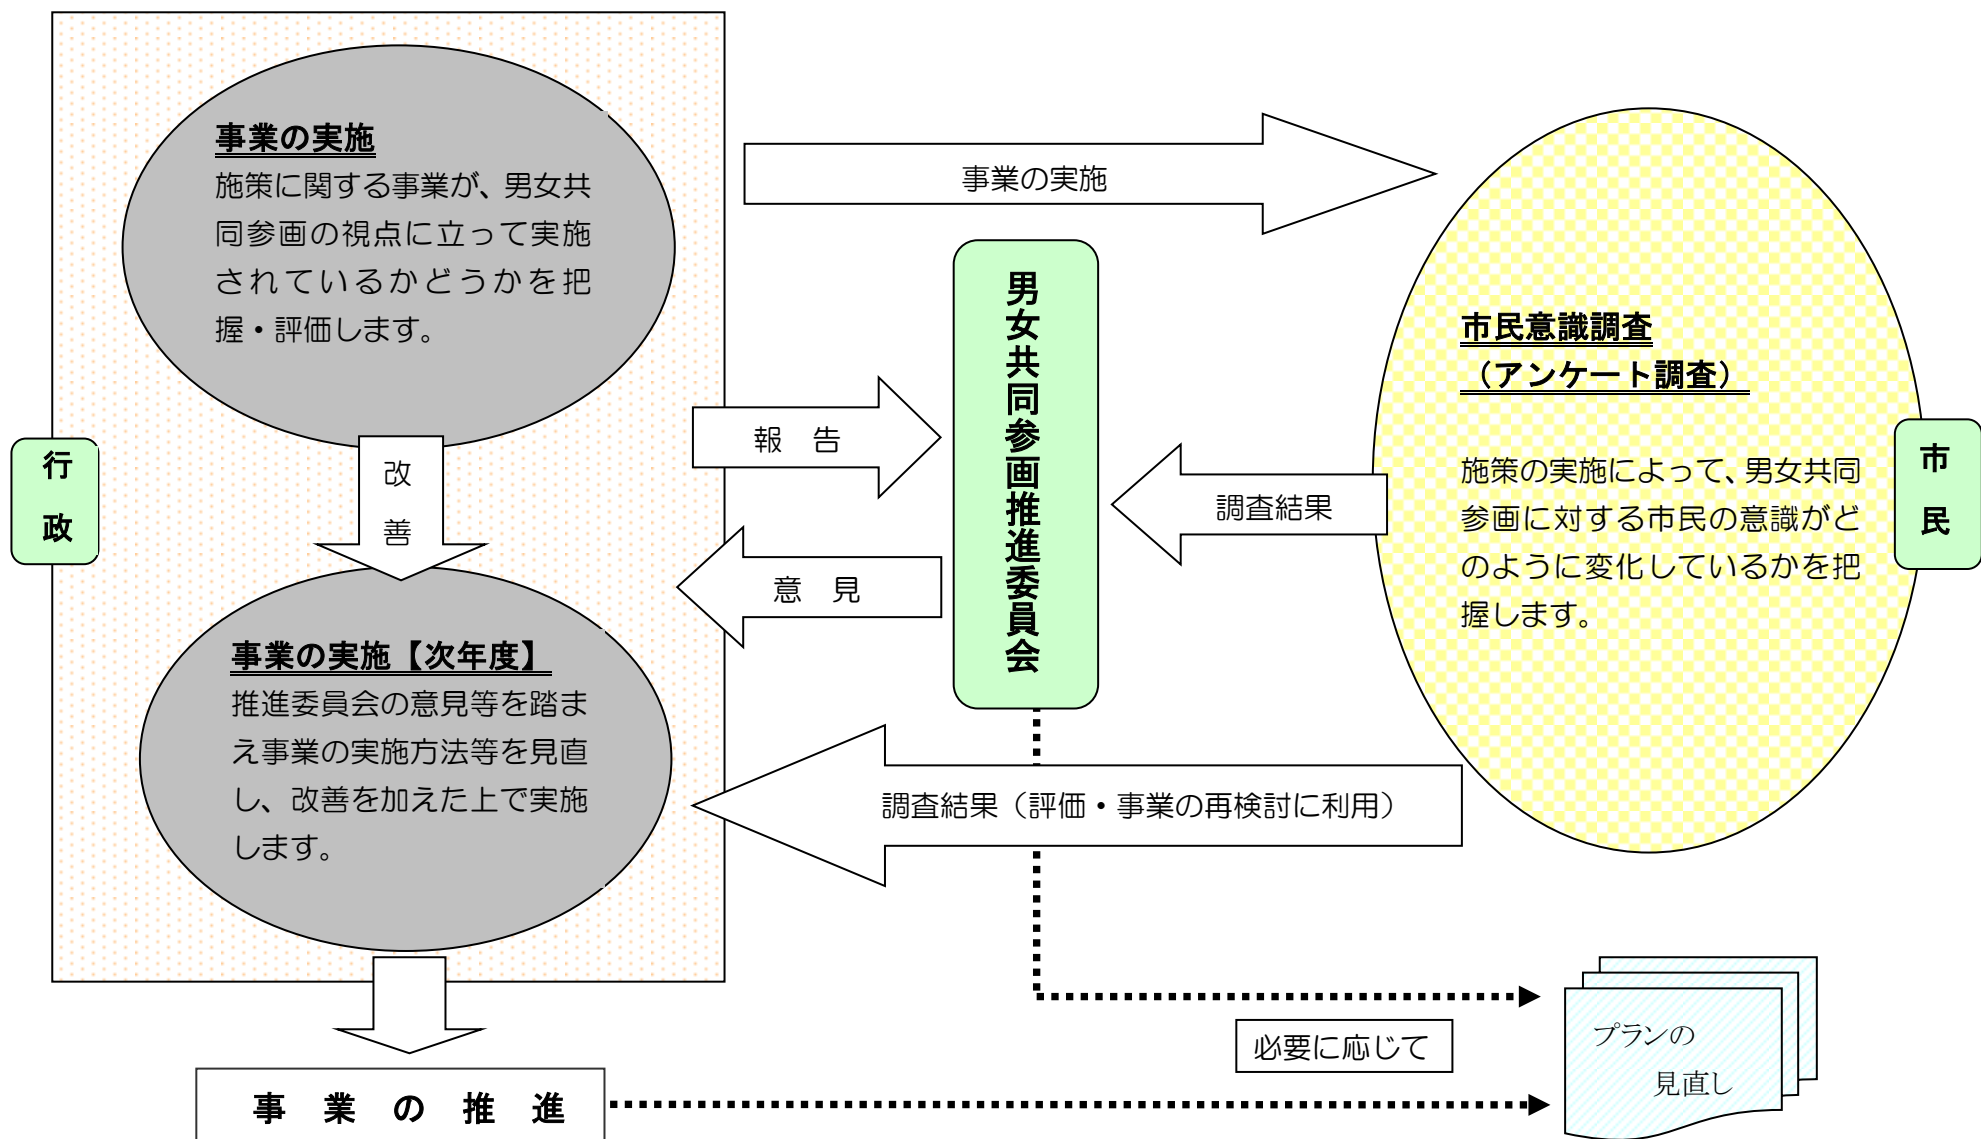 事業の実施
施策に関する事業が、男女共
同参画の視点に立って実施
されているかどうかを把
握・評価します。
事業の実施
男女共同参画推進委員会
市民意識調査
（アンケート調査）
施策の実施によって、男女共同
参画に対する市民の意識がど
のように変化しているかを把
握します。
行
政
市
民
改
善
報　告
調査結果
意　見
事業の実施【次年度】
推進委員会の意見等を踏ま
え事業の実施方法等を見直
し、改善を加えた上で実施
します。
調査結果（評価・事業の再検討に利用）
必要に応じて
プランの
見直し
事　業　の　推　進